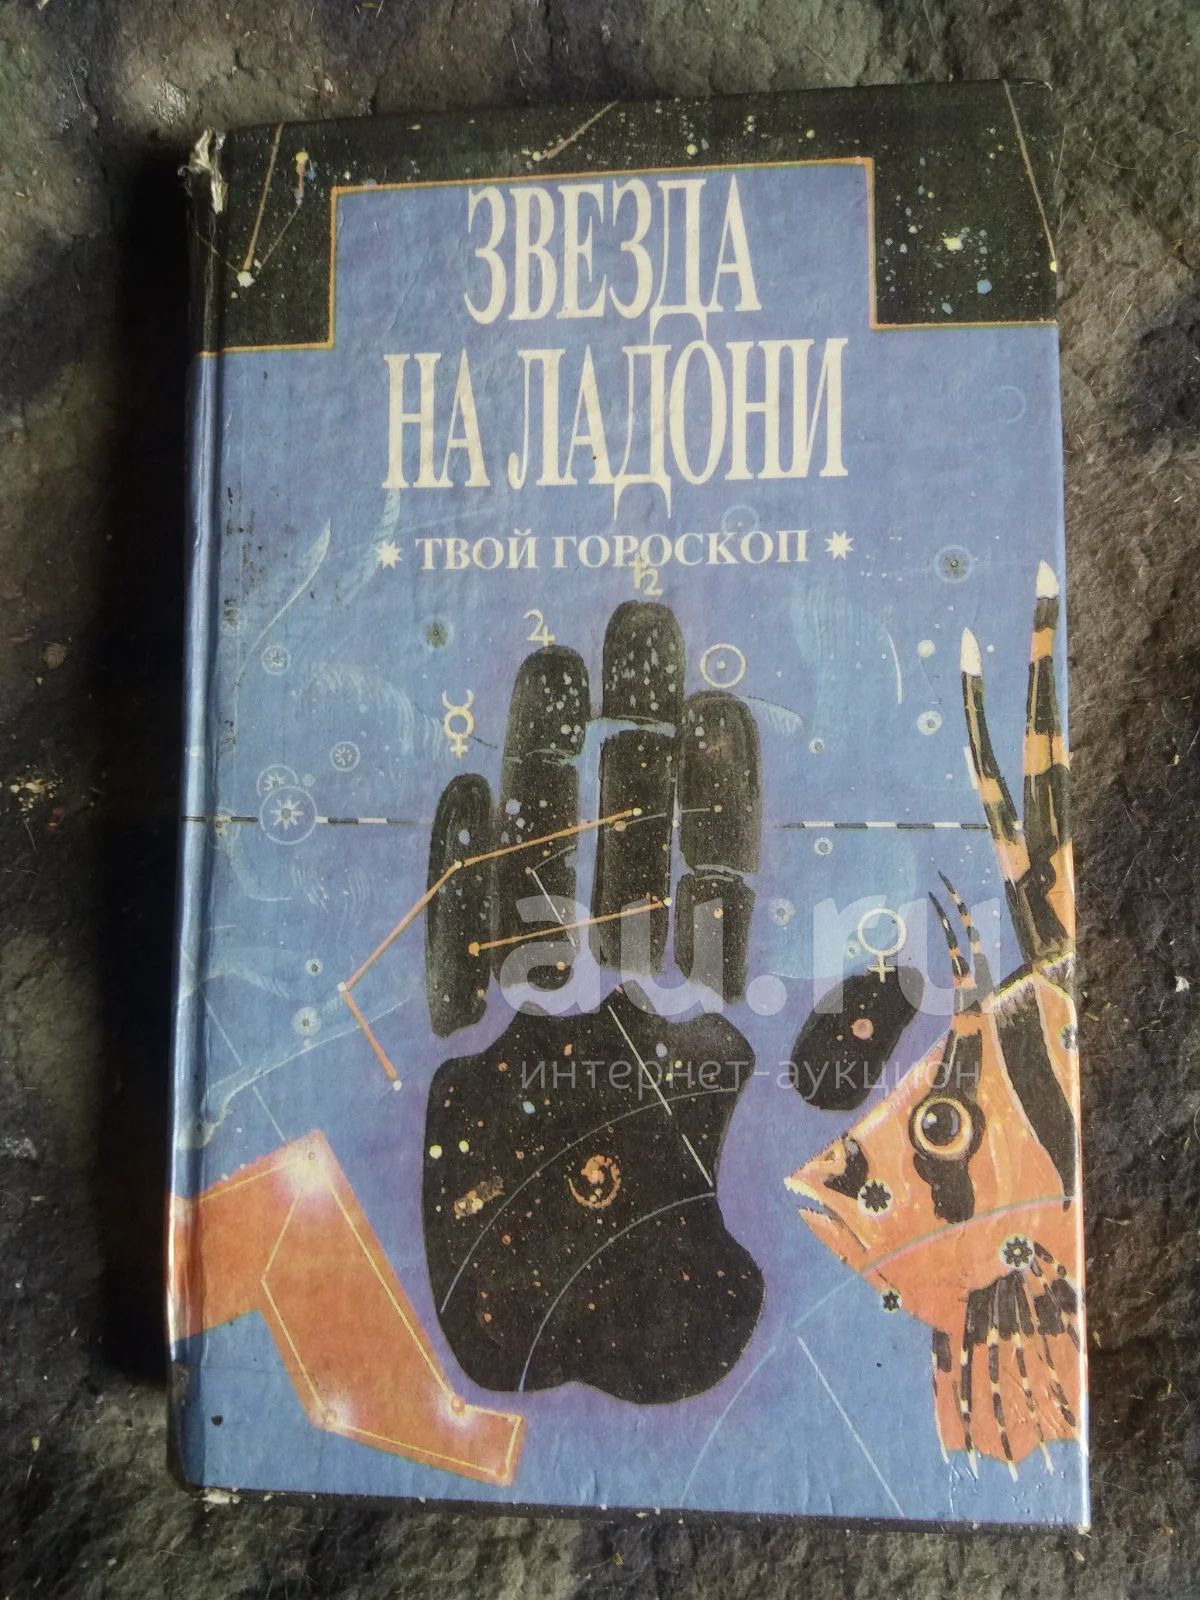 ЗВЕЗДА
НА ЛАДОНИ
ТВОЙ ГОРОСКОП
au.ru
интернет-аукцион